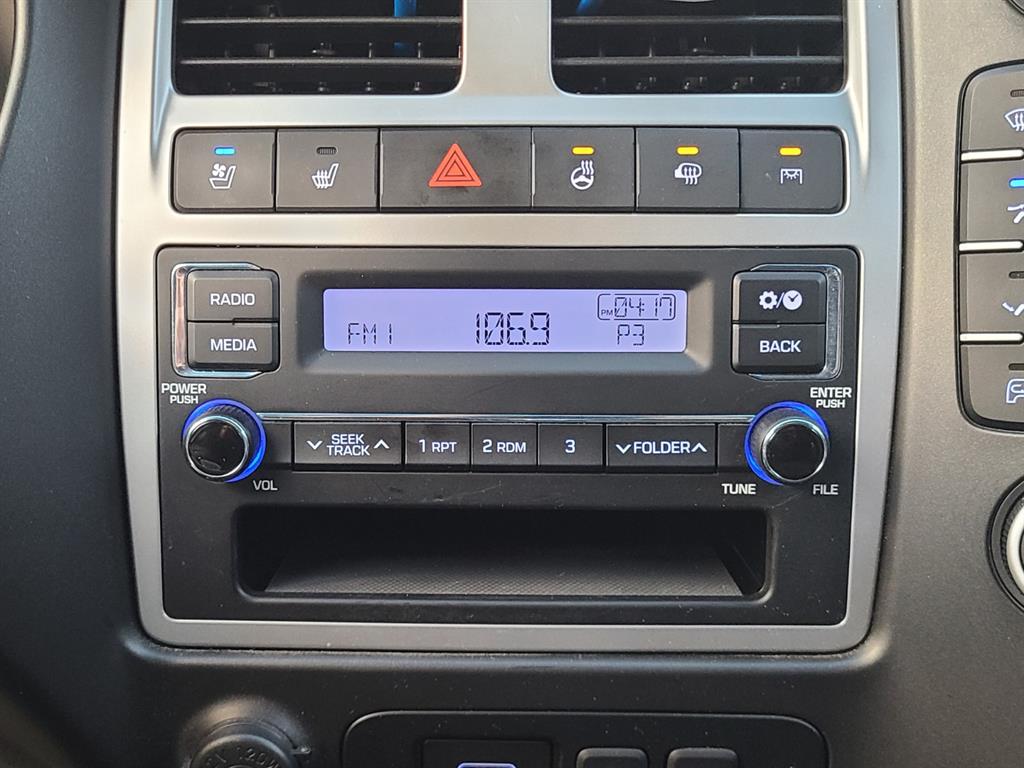 RADIO
MEDIA
FM1 106.9
PM 04:17
P3
BACK
POWER
PUSH
VOL
SEEK
TRACK
1 RPT
2 RDM
3
FOLDER
ENTER
PUSH
TUNE
FILE
120W